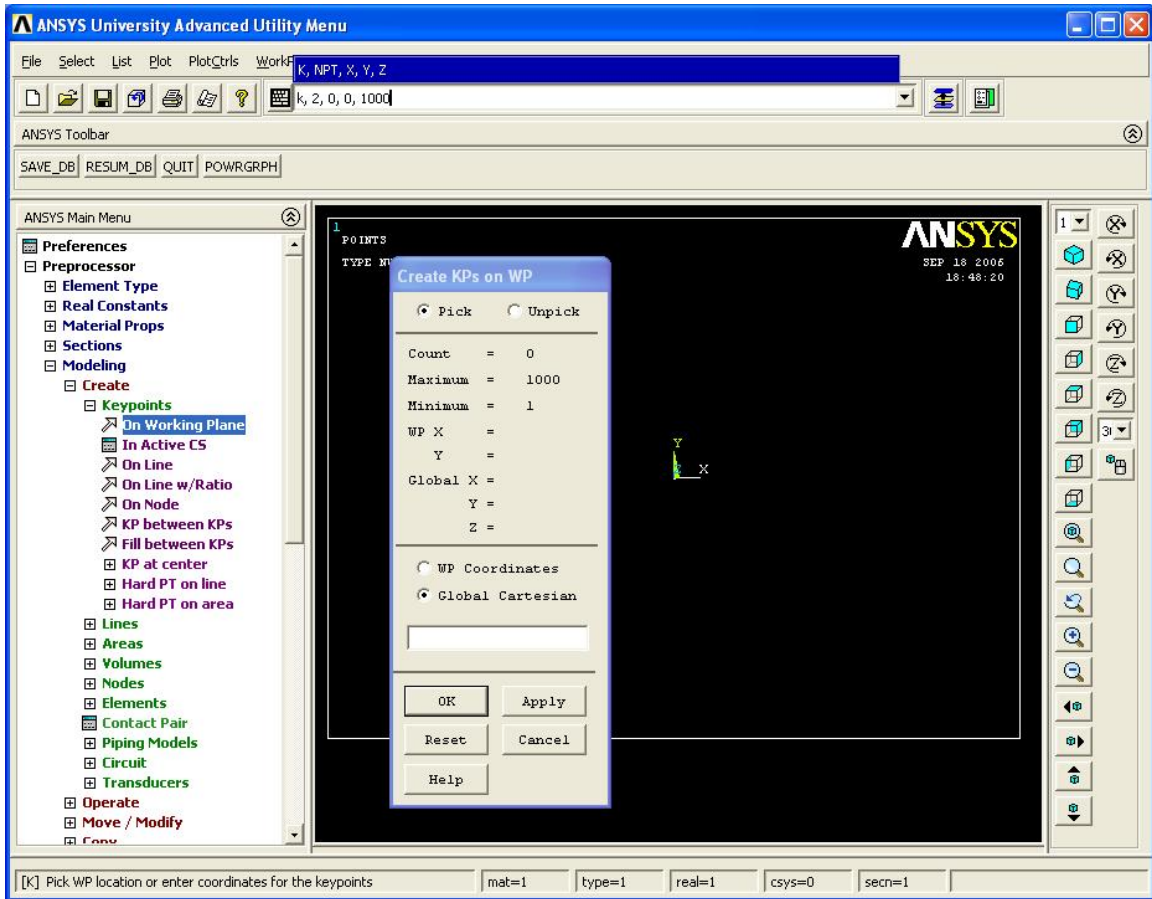 ANSYS University Advanced Utility Menu
File Select List Plot PlotCtrls WorkP
K, NPT, X, Y, Z
k, 2, 0, 0, 1000
ANSYS Toolbar
SAVE_DB RESUM_DB QUIT POWRGRPH
ANSYS Main Menu
Preferences
Preprocessor
Element Type
Real Constants
Material Props
Sections
Modeling
Create
Keypoints
On Working Plane
In Active CS
On Line
On Line w/Ratio
On Node
KP between KPs
Fill between KPs
KP at center
Hard PT on line
Hard PT on area
Lines
Areas
Volumes
Nodes
Elements
Contact Pair
Piping Models
Circuit
Transducers
Operate
Move / Modify
Copy
1
POINTS
TYPE NU
ANSYS
SEP 18 2006
18:48:20
Y
Z X
Create KPs on WP
Pick Unpick
Count = 0
Maximum = 1000
Minimum = 1
WP X =
Y =
Global X =
Y =
Z =
WP Coordinates
Global Cartesian
OK Apply
Reset Cancel
Help
1
X
X
Y
Y
Z
Z
3
[K] Pick WP location or enter coordinates for the keypoints
mat=1 type=1 real=1 csys=0 secn=1